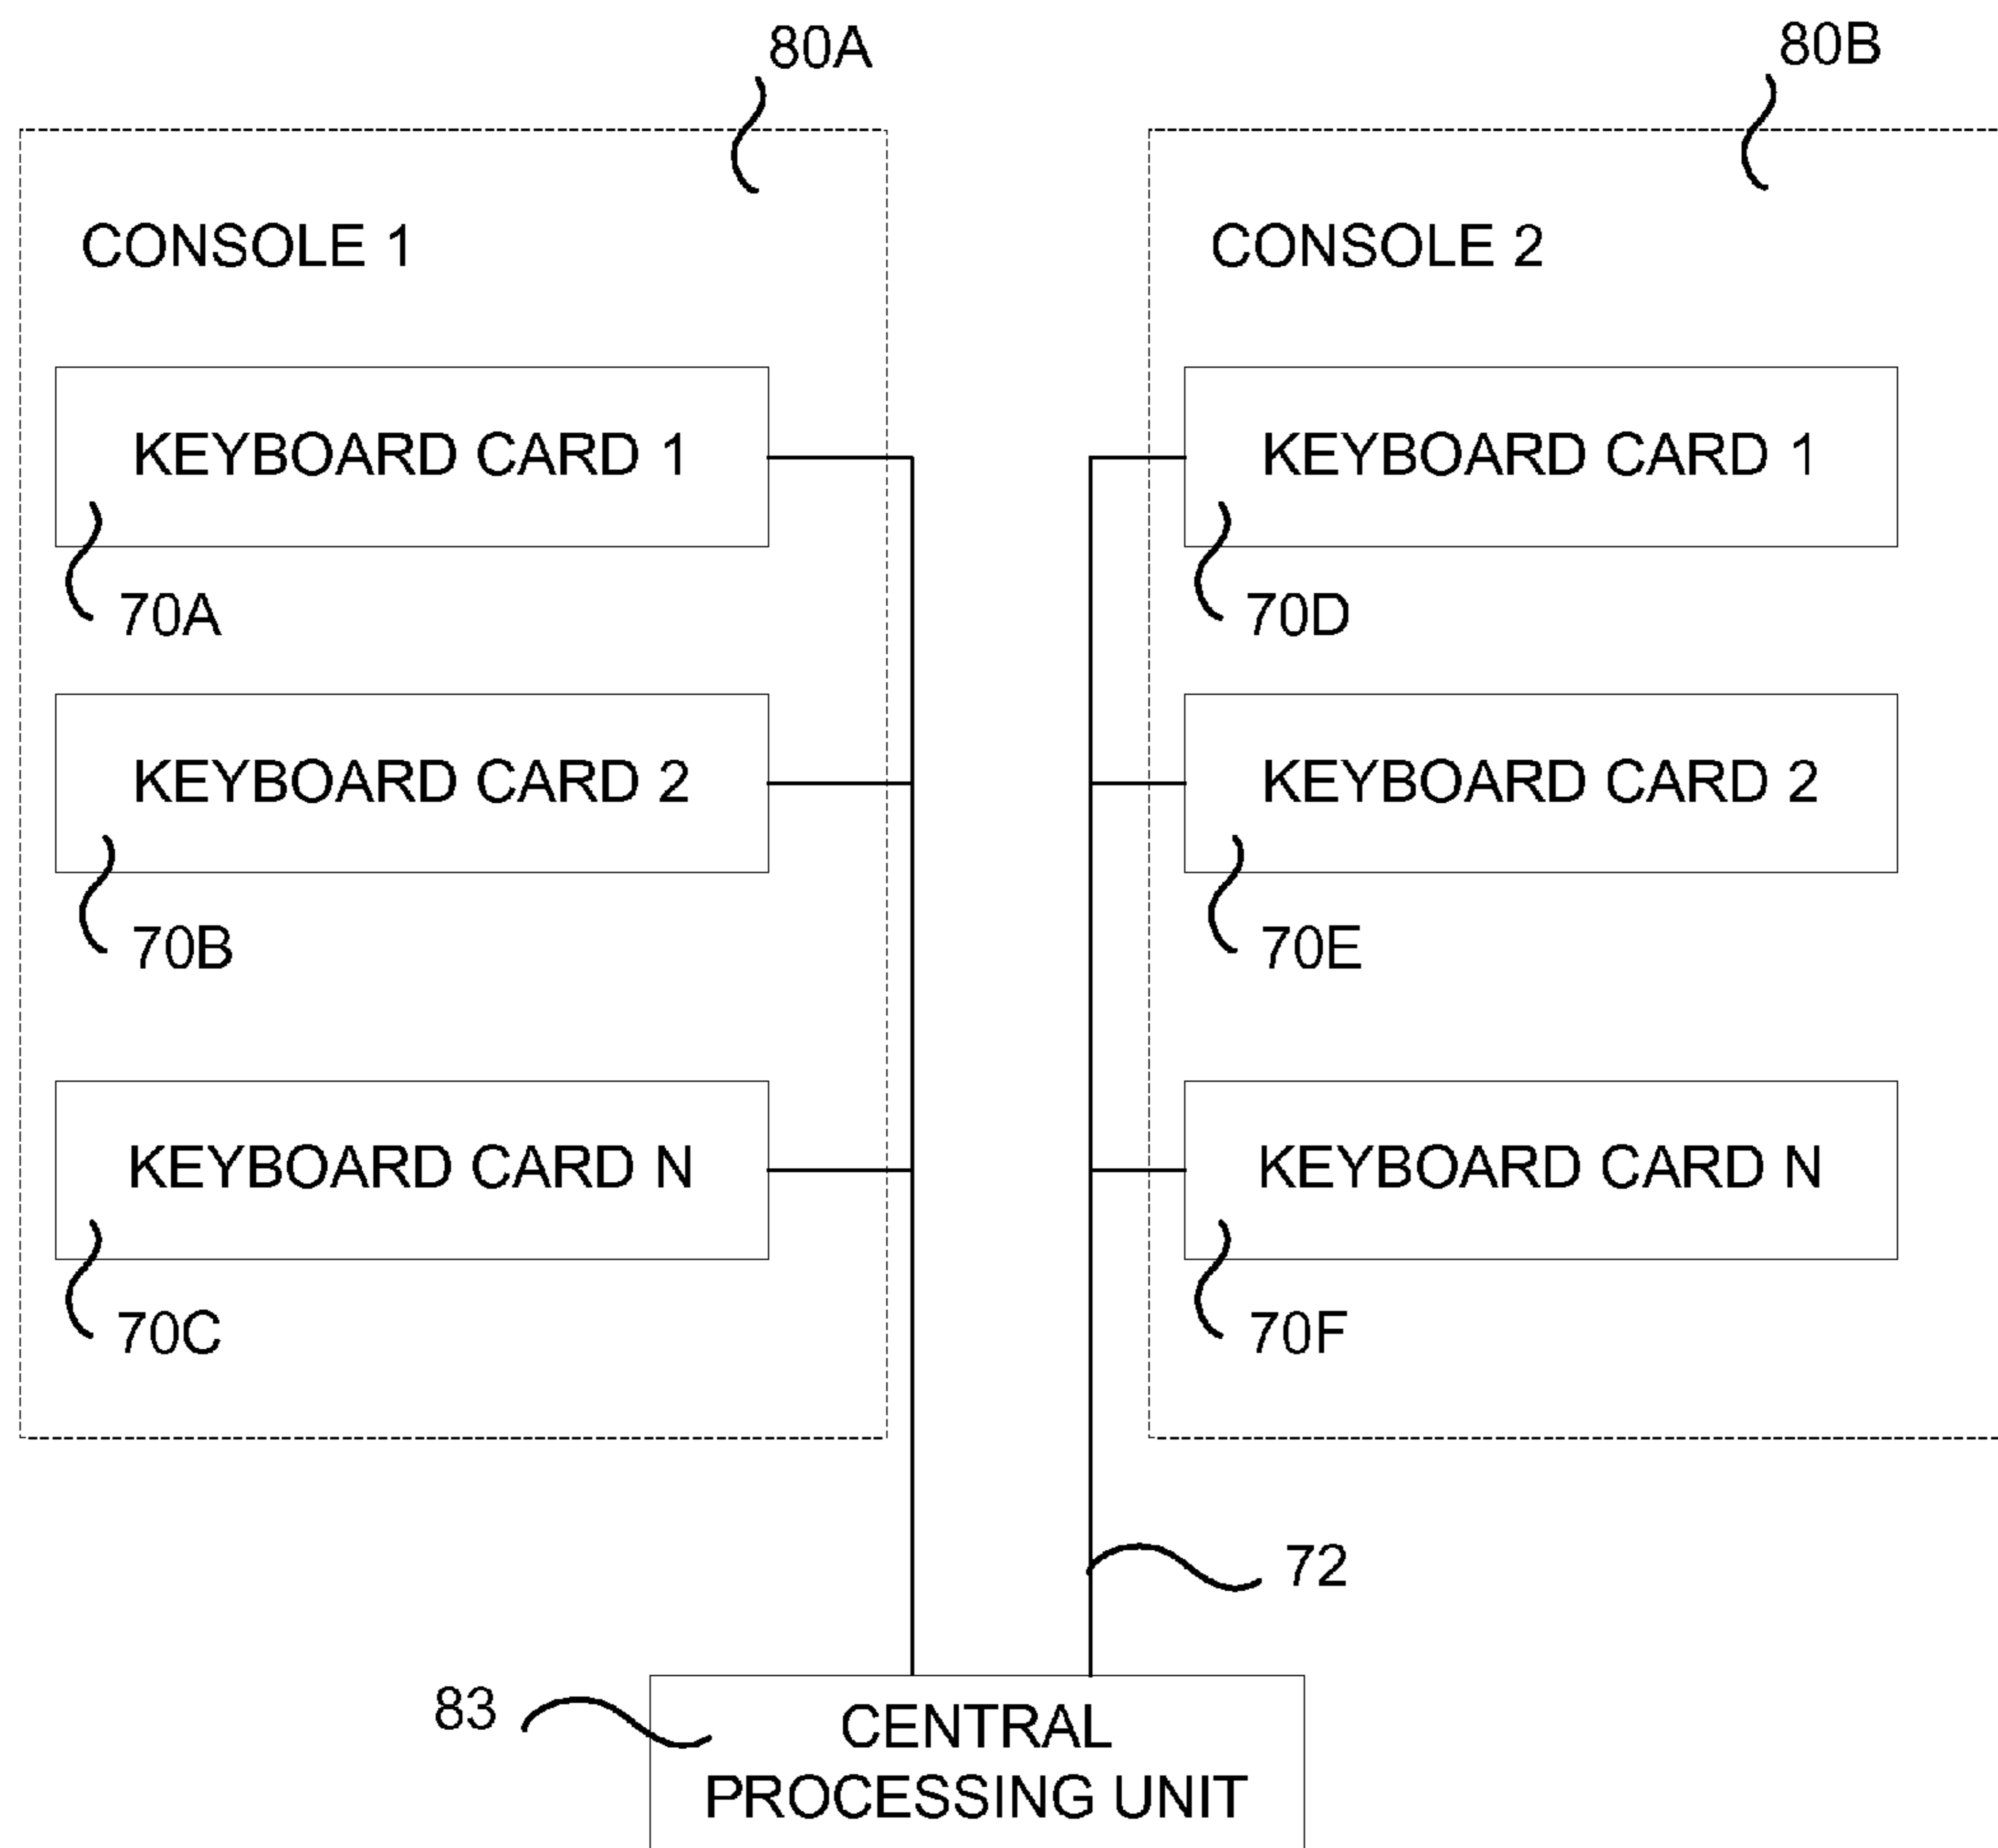 80A
80B
CONSOLE 1
CONSOLE 2
KEYBOARD CARD 1
KEYBOARD CARD 1
70A
70D
KEYBOARD CARD 2
KEYBOARD CARD 2
70B
70E
KEYBOARD CARD N
KEYBOARD CARD N
70C
70F
72
83
CENTRAL
PROCESSING UNIT